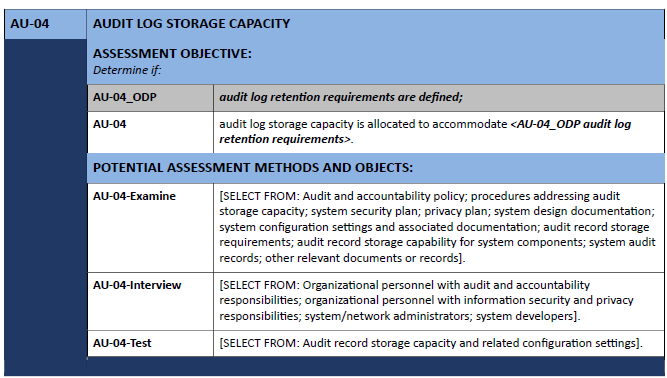 AU-04 AUDIT LOG STORAGE CAPACITY
ASSESSMENT OBJECTIVE:
Determine if:
AU-04_ODP audit log retention requirements are defined;
AU-04 audit log storage capacity is allocated to accommodate <AU-04_ODP audit log
retention requirements>.
POTENTIAL ASSESSMENT METHODS AND OBJECTS:
AU-04-Examine [SELECT FROM: Audit and accountability policy; procedures addressing audit
storage capacity; system security plan; privacy plan; system design documentation;
system configuration settings and associated documentation; audit record storage
requirements; audit record storage capability for system components; system audit
records; other relevant documents or records].
AU-04-Interview [SELECT FROM: Organizational personnel with audit and accountability
responsibilities; organizational personnel with information security and privacy
responsibilities; system/network administrators; system developers].
AU-04-Test [SELECT FROM: Audit record storage capacity and related configuration settings].